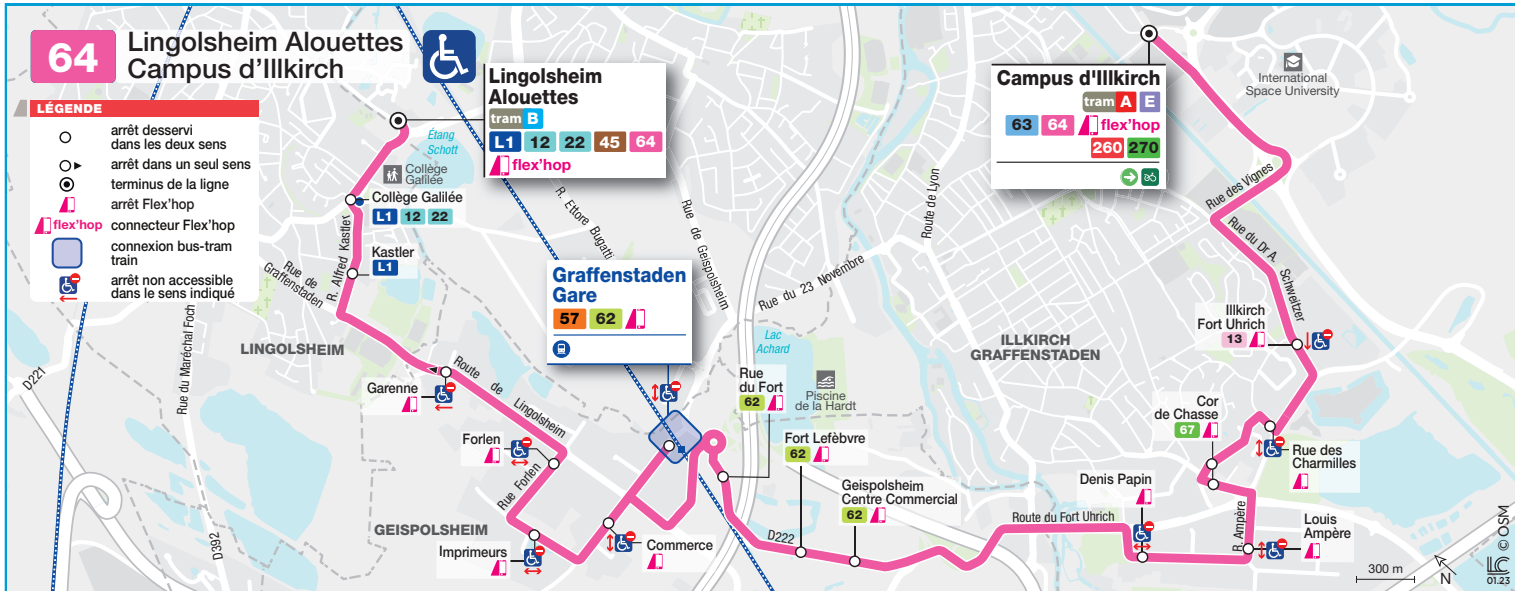 64
Lingolsheim Alouettes
Campus d'Illkirch
LÉGENDE
arrêt desservi
dans les deux sens
arrêt dans un seul sens
terminus de la ligne
arrêt Flex'hop
flex'hop connecteur Flex'hop
connexion bus-tram
train
arrêt non accessible
dans le sens indiqué
Lingolsheim
Alouettes
tram B
L1 12 22 45 64
flex'hop
Étang
Schott
Collège
Galilée
Collège Galilée
L1 12 22
Kastler
L1
R. Alfred Kastler
Rue de
Graffenstaden
Rue du Maréchal Foch
LINGOLSHEIM
D221
D392
Garenne
Route de Lingolsheim
Forlen
Rue Forlen
GEISPOLSHEIM
Imprimeurs
Commerce
Graffenstaden
Gare
57 62
R. Ettore Bugatti
Rue de Geispolsheim
Rue du 23 Novembre
Route de Lyon
Lac
Achard
Piscine
de la Hardt
Rue
du Fort
62
Fort Lefèbvre
62
Geispolsheim
Centre Commercial
62
D222
Route du Fort Uhrich
Denis Papin
R. Ampère
Louis
Ampère
Cor
de Chasse
67
Rue des
Charmilles
Illkirch
Fort Uhrich
13
ILLKIRCH
GRAFFENSTADEN
Rue du Dr A. Schweitzer
Rue des Vignes
Campus d'Illkirch
tram A E
63 64 flex'hop
260 270
International
Space University
300 m
N
© OSM
01.23